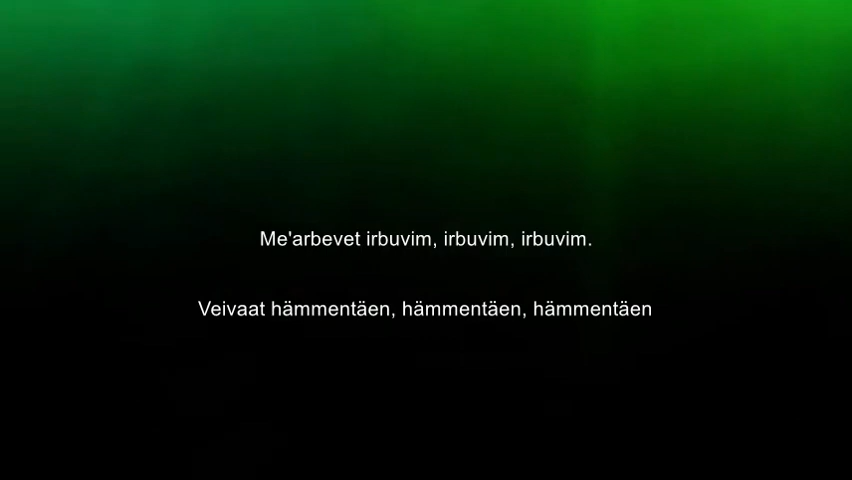 Me'arbevet irbuvim, irbuvim, irbuvim.
Veivaat hämmentäen, hämmentäen, hämmentäen